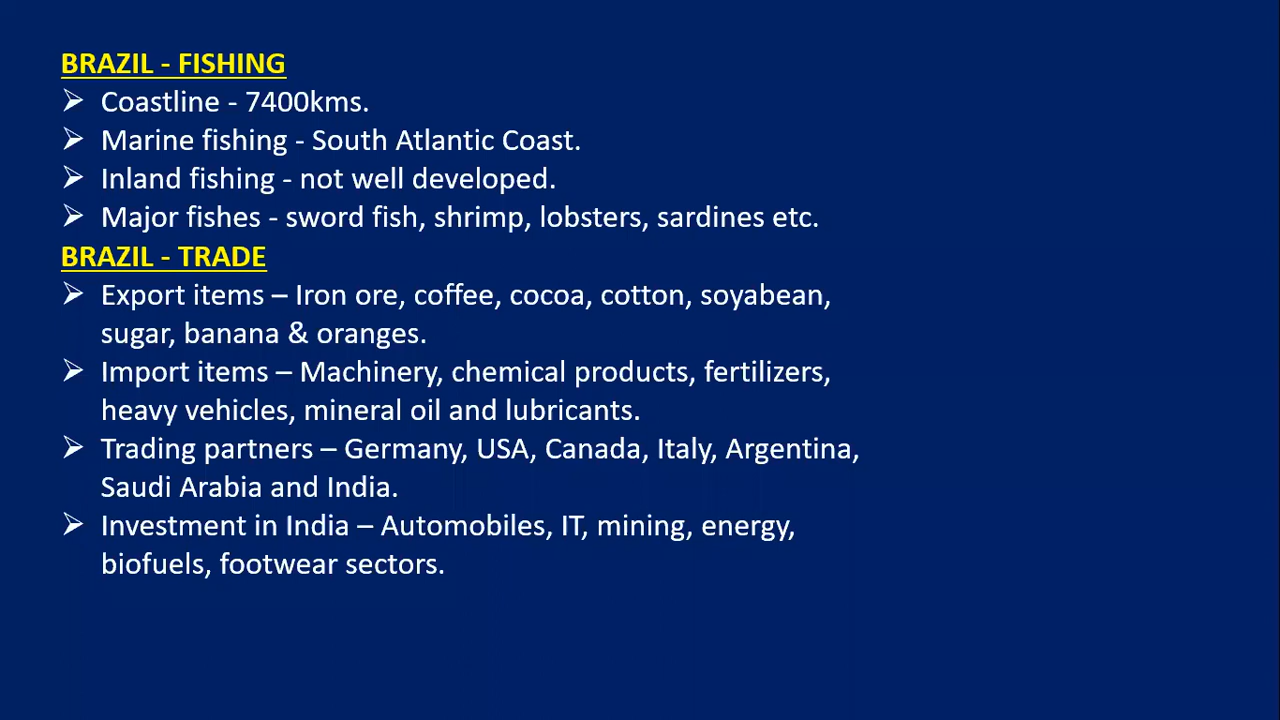 BRAZIL - FISHING
➢ Coastline - 7400kms.
➢ Marine fishing - South Atlantic Coast.
➢ Inland fishing - not well developed.
➢ Major fishes - sword fish, shrimp, lobsters, sardines etc.
BRAZIL - TRADE
➢ Export items – Iron ore, coffee, cocoa, cotton, soyabean,
sugar, banana & oranges.
➢ Import items – Machinery, chemical products, fertilizers,
heavy vehicles, mineral oil and lubricants.
➢ Trading partners – Germany, USA, Canada, Italy, Argentina,
Saudi Arabia and India.
➢ Investment in India – Automobiles, IT, mining, energy,
biofuels, footwear sectors.